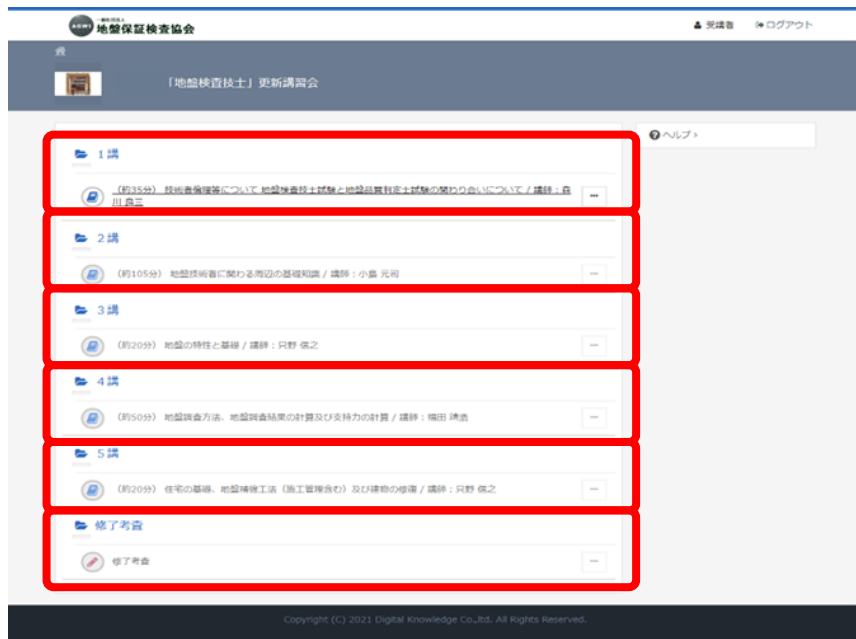 一般社団法人
AGWI 地盤保証検査協会
受講者 ログアウト
「地盤検査技士」更新講習会
ヘルプ ›
1講
（約35分） 技術者倫理等について 地盤検査技士試験と地盤品質判定士試験の関わり合いについて / 講師：森
川 良三
2講
（約105分） 地盤技術者に関わる周辺の基礎知識 / 講師：小島 元司
3講
（約20分） 地盤の特性と基礎 / 講師：只野 信之
4講
（約50分） 地盤調査方法、地盤調査結果の計算及び支持力の計算 / 講師：福田 靖浩
5講
（約20分） 住宅の基礎、地盤補強工法（施工管理含む）及び建物の修復 / 講師：只野 信之
修了考査
修了考査
Copyright (C) 2021 Digital Knowledge Co.,ltd. All Rights Reserved.